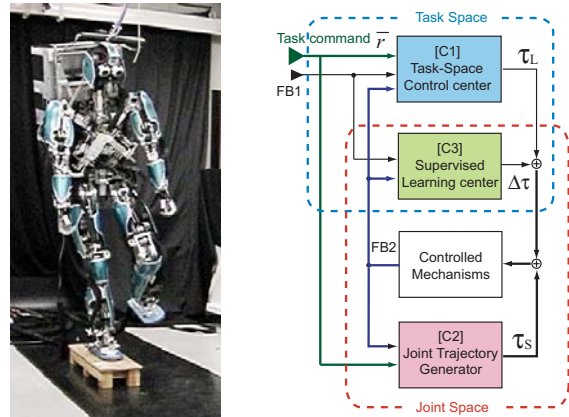 Task Space
Task command r̅
FB1
[C1]
Task-Space
Control center
τL
[C3]
Supervised
Learning center
Δτ
FB2
Controlled
Mechanisms
[C2]
Joint Trajectory
Generator
τS
Joint Space